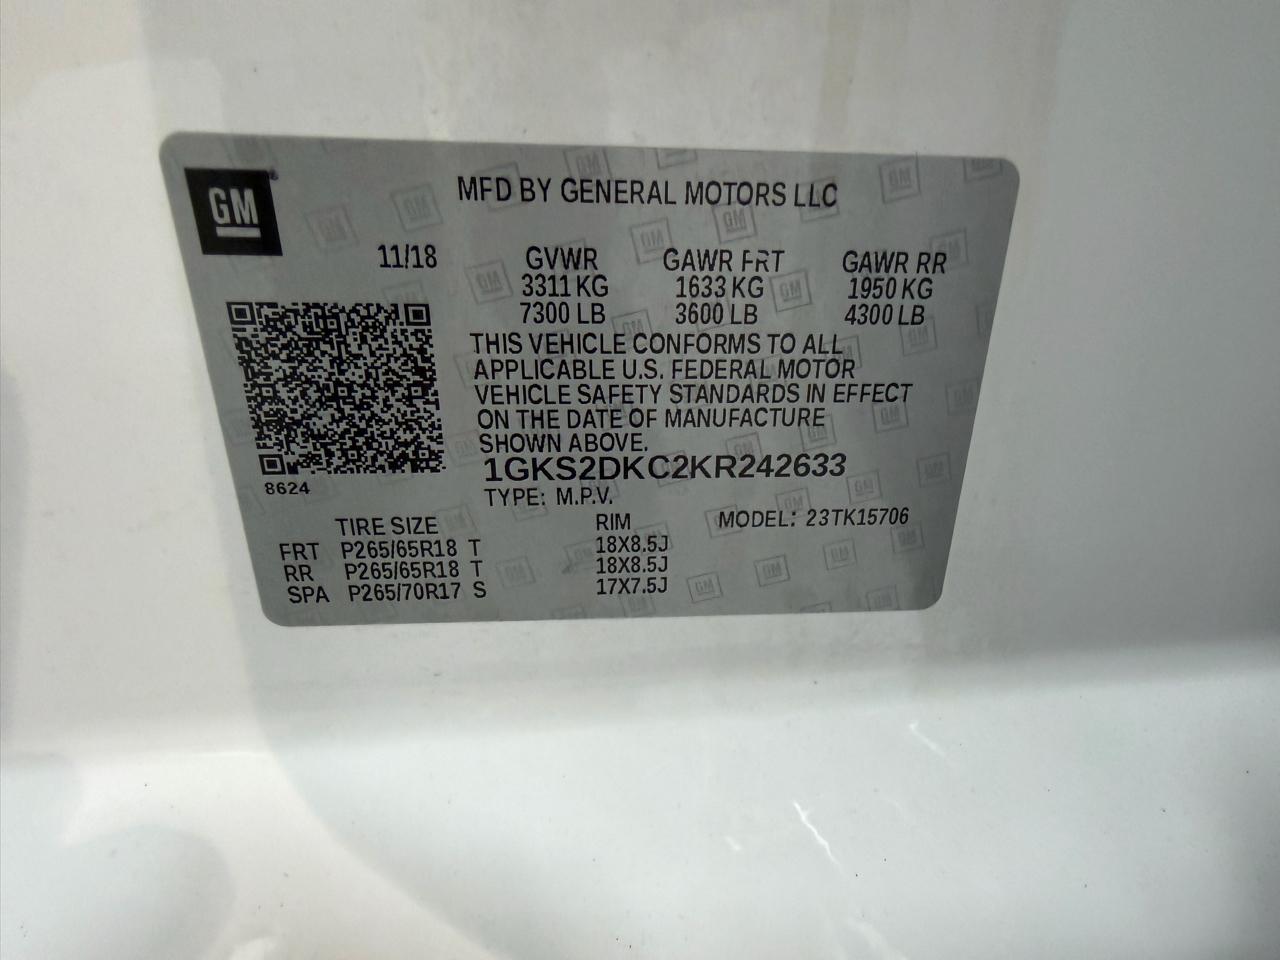 GM
MFD BY GENERAL MOTORS LLC
11/18 GVWR GAWR FRT GAWR RR
3311 KG 1633 KG 1950 KG
7300 LB 3600 LB 4300 LB
THIS VEHICLE CONFORMS TO ALL
APPLICABLE U.S. FEDERAL MOTOR
VEHICLE SAFETY STANDARDS IN EFFECT
ON THE DATE OF MANUFACTURE
SHOWN ABOVE.
1GKS2DKC2KR242633
8624
TYPE: M.P.V.
TIRE SIZE RIM MODEL: 23TK15706
FRT P265/65R18 T 18X8.5J
RR P265/65R18 T 18X8.5J
SPA P265/70R17 S 17X7.5J